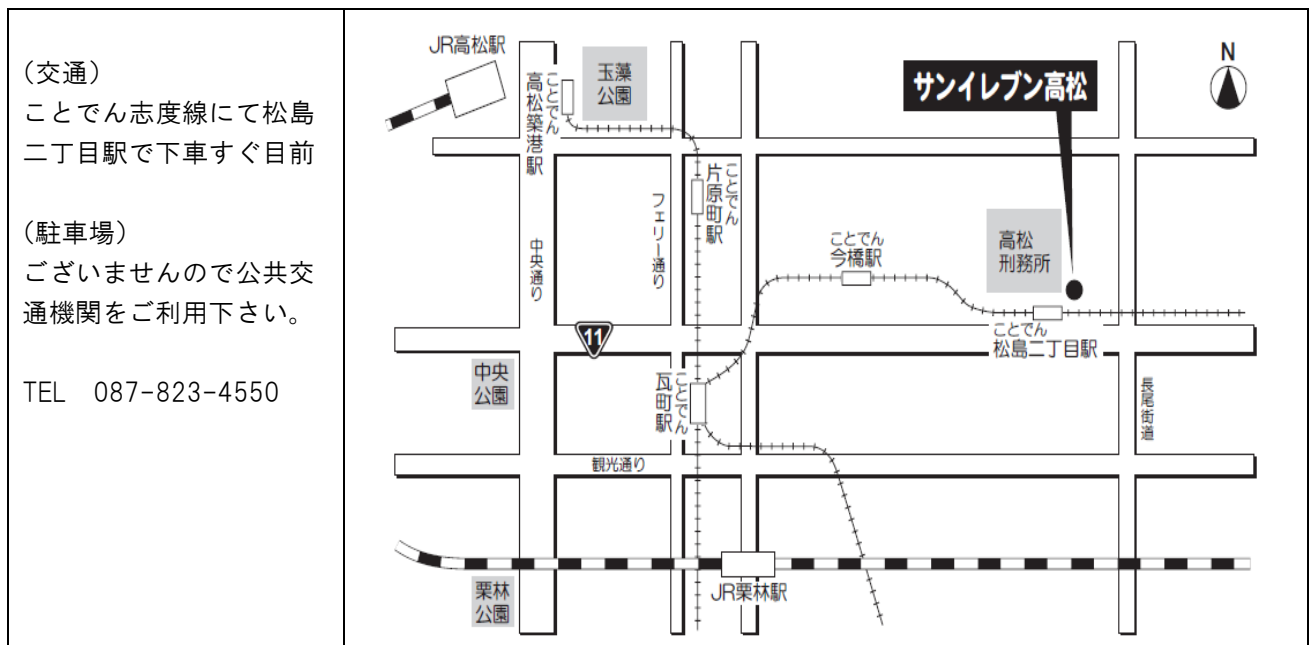 (交通)
ことでん志度線にて松島
二丁目駅で下車すぐ目前
(駐車場)
ございませんので公共交
通機関をご利用下さい。
TEL 087-823-4550
JR高松駅
ことでん
高松築港駅
玉藻
公園
サンイレブン高松
N
ことでん
片原町駅
フェリー通り
中央通り
ことでん
今橋駅
高松
刑務所
11
ことでん
松島二丁目駅
中央
公園
ことでん
瓦町駅
長尾街道
観光通り
栗林
公園
JR栗林駅